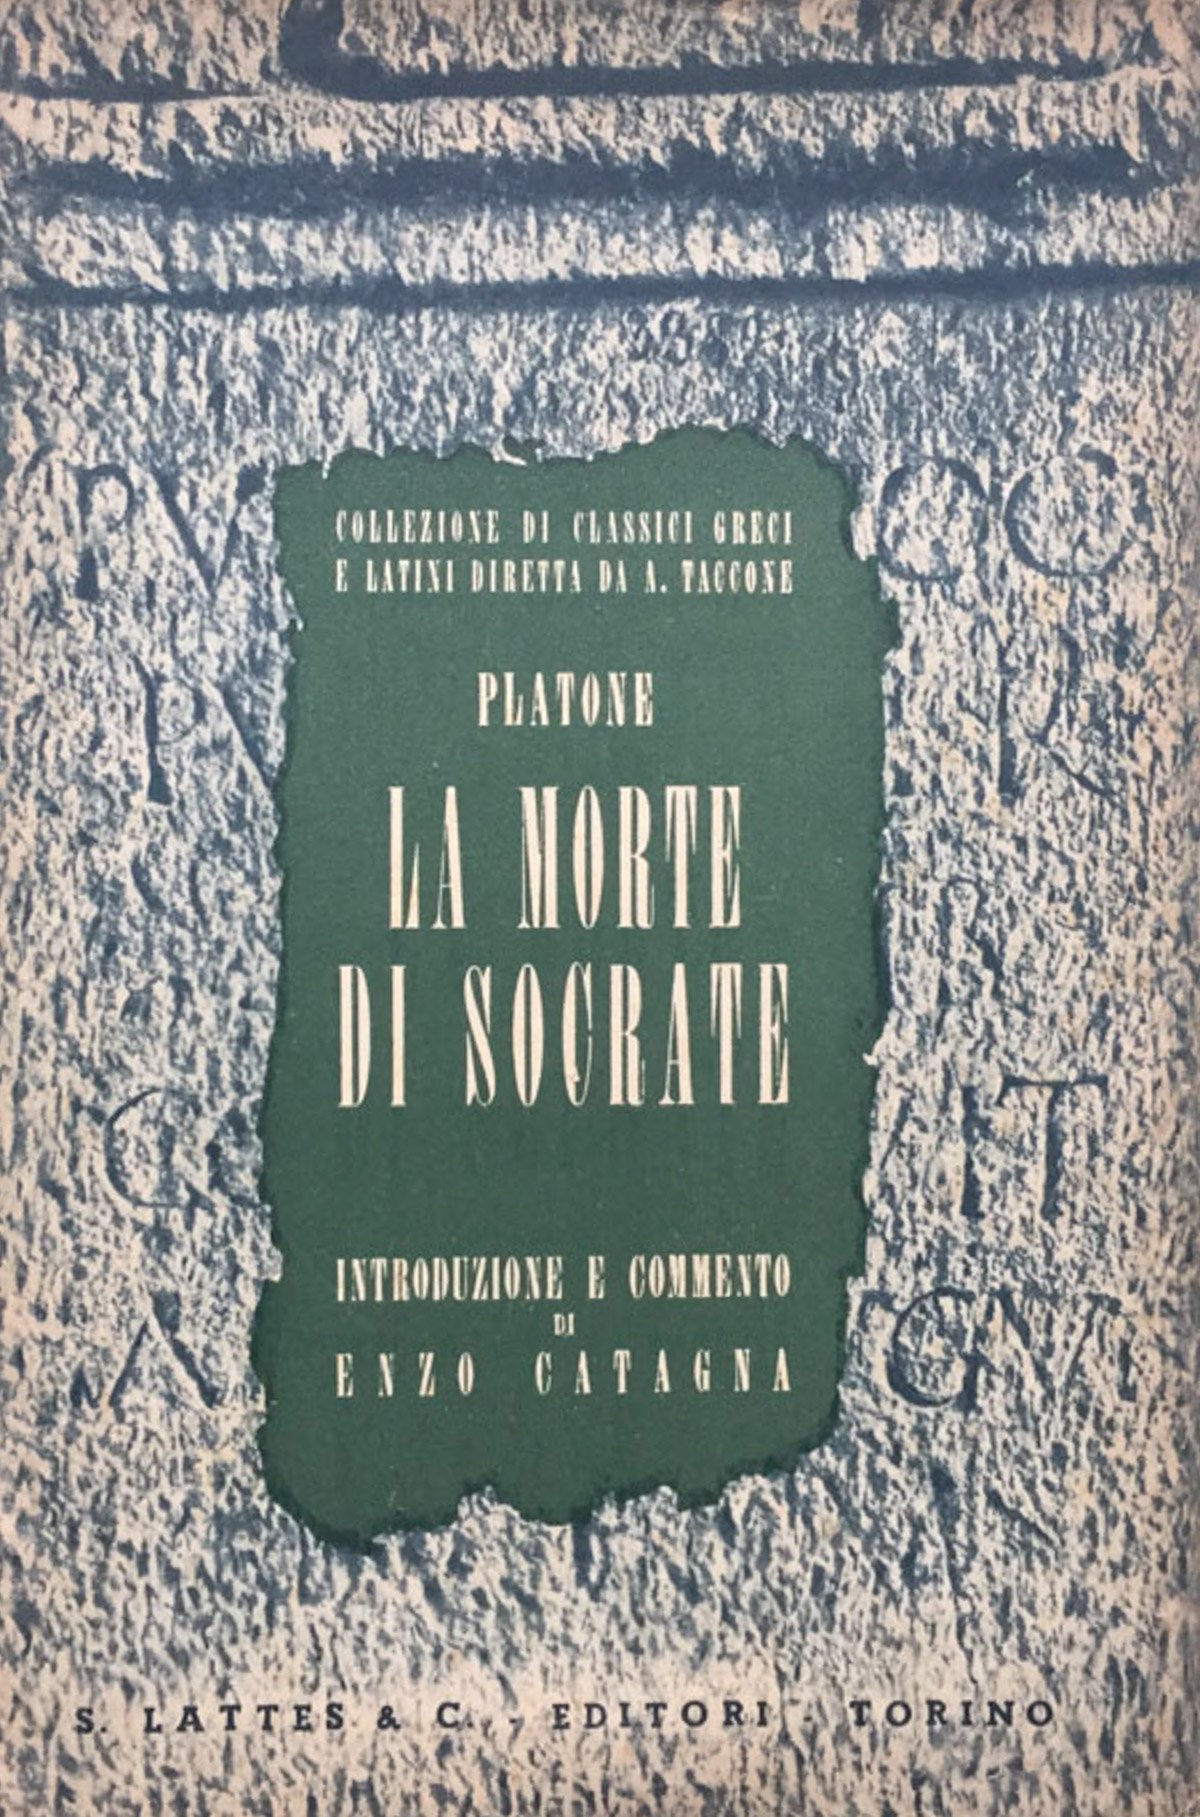 COLLEZIONE DI CLASSICI GRECI
E LATINI DIRETTA DA A. TACCONE
PLATONE
LA MORTE
DI SOCRATE
INTRODUZIONE E COMMENTO
DI
ENZO CATAGNA
S. LATTES & C. - EDITORI - TORINO